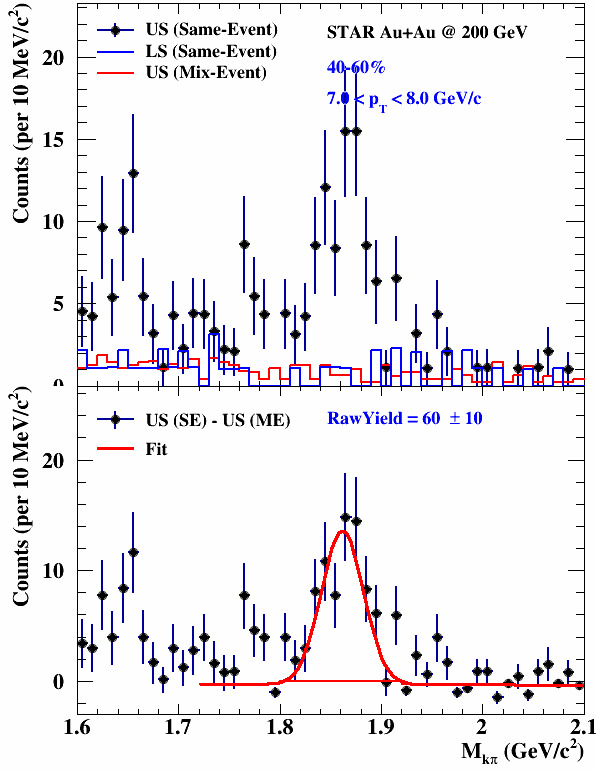 US (Same-Event)
LS (Same-Event)
US (Mix-Event)
STAR Au+Au @ 200 GeV
40-60%
7.0 < pT < 8.0 GeV/c
Counts (per 10 MeV/c²)
20
15
10
5
0
US (SE) - US (ME)
Fit
RawYield = 60 ± 10
Counts (per 10 MeV/c²)
20
10
0
1.6 1.7 1.8 1.9 2 2.1
Mkπ (GeV/c²)